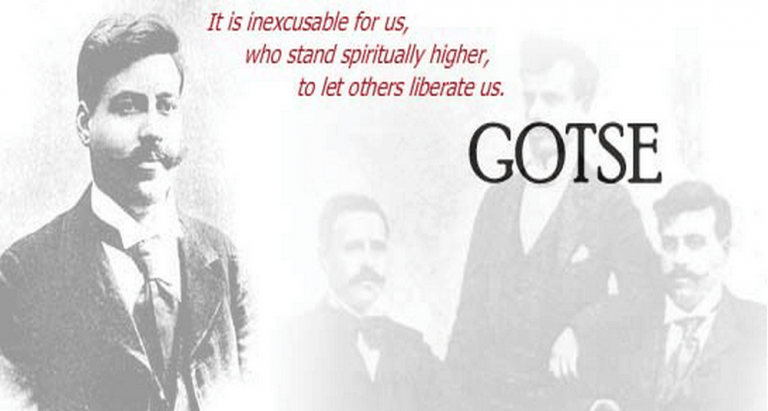 It is inexcusable for us,
who stand spiritually higher,
to let others liberate us.
GOTSE